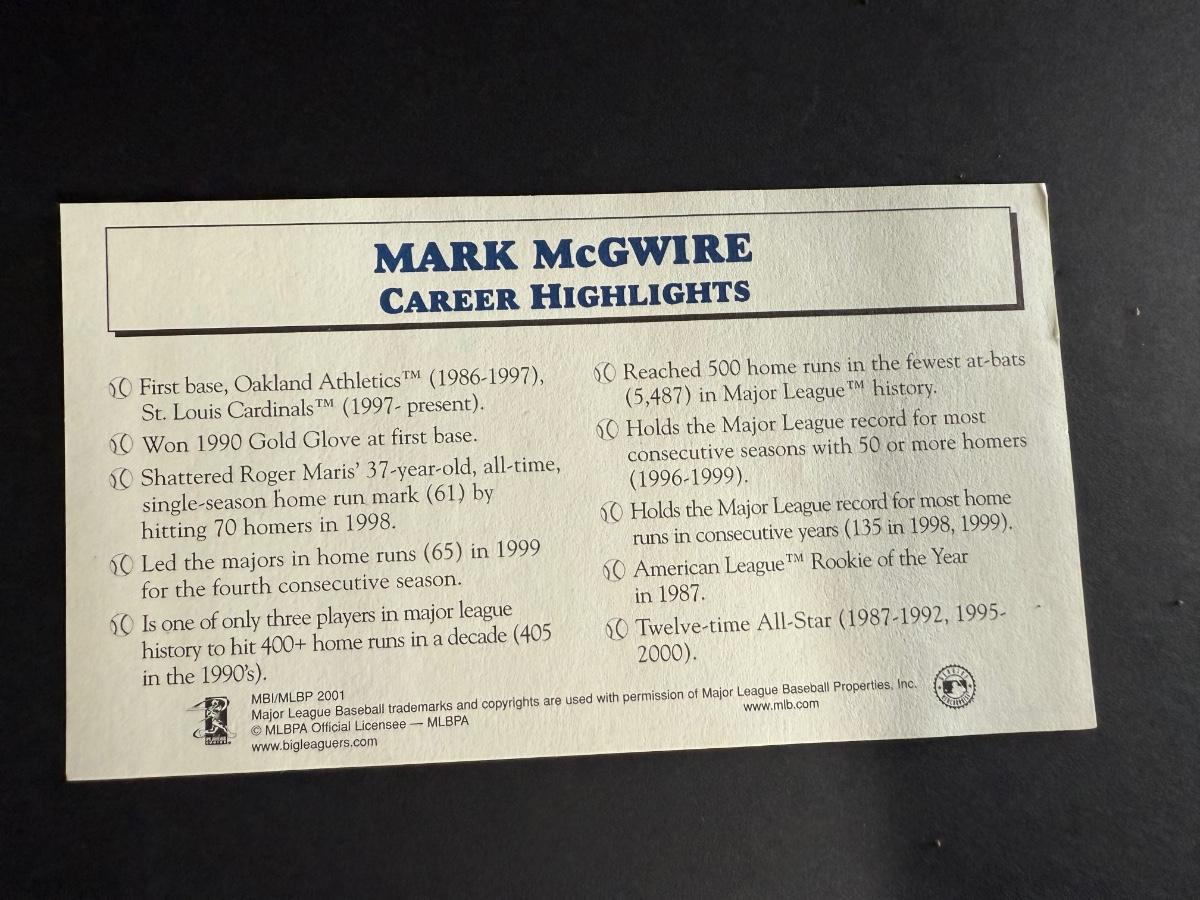 MARK McGWIRE
CAREER HIGHLIGHTS
First base, Oakland Athletics™ (1986-1997),
St. Louis Cardinals™ (1997- present).
Won 1990 Gold Glove at first base.
Shattered Roger Maris' 37-year-old, all-time,
single-season home run mark (61) by
hitting 70 homers in 1998.
Led the majors in home runs (65) in 1999
for the fourth consecutive season.
Is one of only three players in major league
history to hit 400+ home runs in a decade (405
in the 1990's).
Reached 500 home runs in the fewest at-bats
(5,487) in Major League™ history.
Holds the Major League record for most
consecutive seasons with 50 or more homers
(1996-1999).
Holds the Major League record for most home
runs in consecutive years (135 in 1998, 1999).
American League™ Rookie of the Year
in 1987.
Twelve-time All-Star (1987-1992, 1995-
2000).
MBI/MLBP 2001
Major League Baseball trademarks and copyrights are used with permission of Major League Baseball Properties, Inc.
© MLBPA Official Licensee — MLBPA
www.mlb.com
www.bigleaguers.com